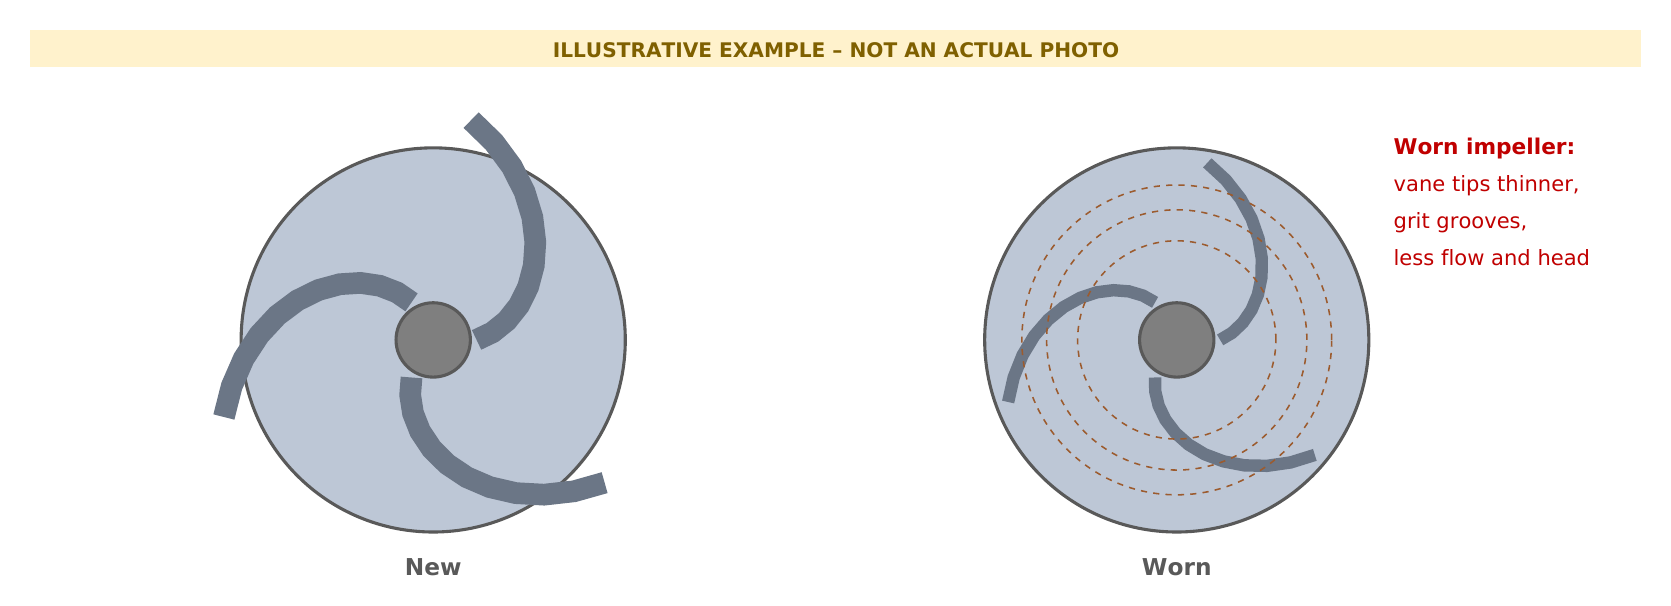 ILLUSTRATIVE EXAMPLE – NOT AN ACTUAL PHOTO
Worn impeller:
vane tips thinner,
grit grooves,
less flow and head
New
Worn